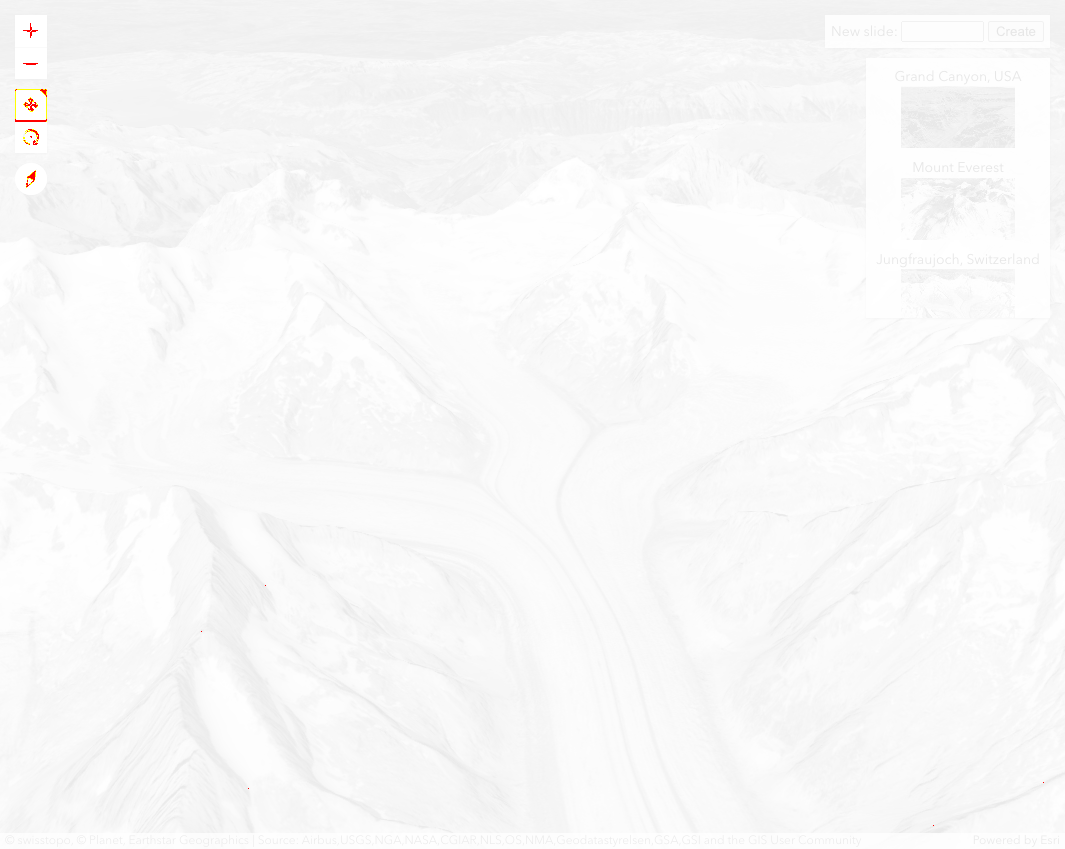 New slide: Create
Grand Canyon, USA
Mount Everest
Jungfraujoch, Switzerland
© swisstopo, © Planet, Earthstar Geographics | Source: Airbus,USGS,NGA,NASA,CGIAR,NLS,OS,NMA,Geodatastyrelsen,GSA,GSI and the GIS User Community
Powered by Esri